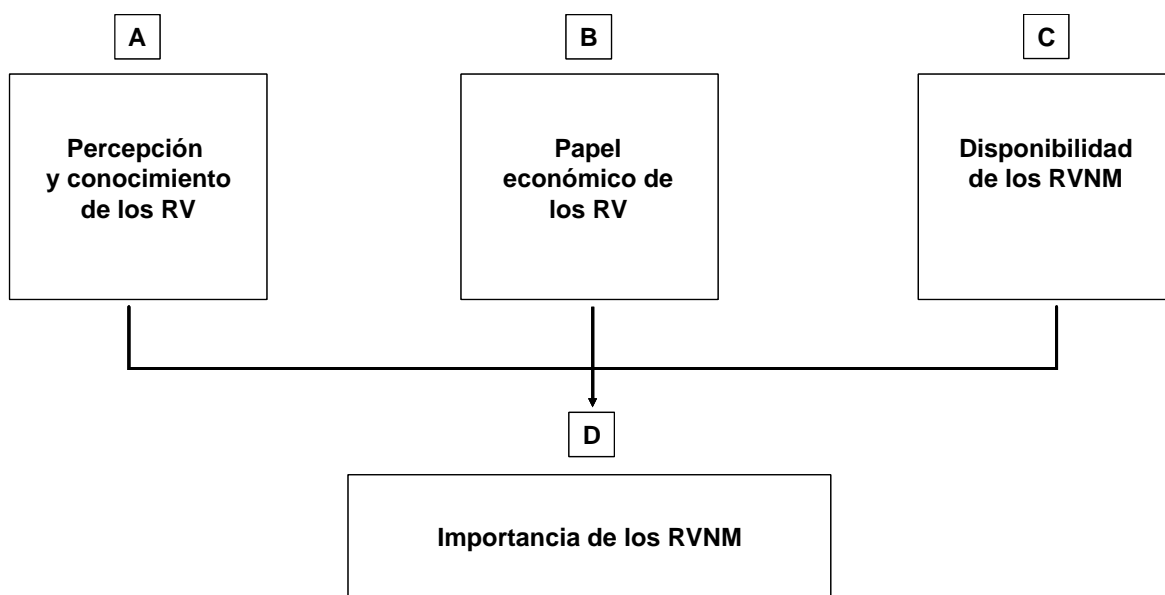 A
B
C
Percepción
y conocimiento
de los RV
Papel
económico de
los RV
Disponibilidad
de los RVNM
D
Importancia de los RVNM